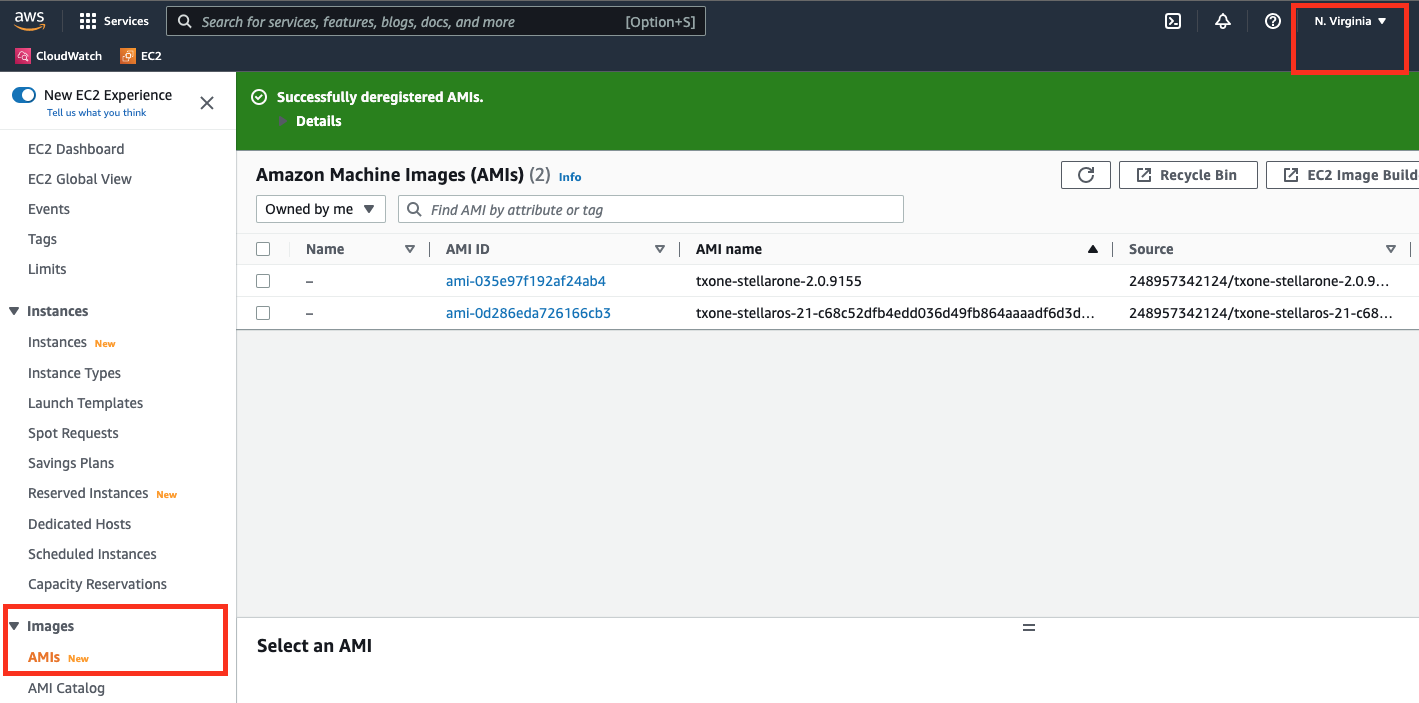 aws
Services
Search for services, features, blogs, docs, and more [Option+S]
N. Virginia
CloudWatch
EC2
New EC2 Experience
Tell us what you think
EC2 Dashboard
EC2 Global View
Events
Tags
Limits
Instances
Instances New
Instance Types
Launch Templates
Spot Requests
Savings Plans
Reserved Instances New
Dedicated Hosts
Scheduled Instances
Capacity Reservations
Images
AMIs New
AMI Catalog
Successfully deregistered AMIs.
Details
Amazon Machine Images (AMIs) (2) Info
Recycle Bin
EC2 Image Build
Owned by me
Find AMI by attribute or tag
Name AMI ID AMI name Source
– ami-035e97f192af24ab4 txone-stellarone-2.0.9155 248957342124/txone-stellarone-2.0.9...
– ami-0d286eda726166cb3 txone-stellaros-21-c68c52dfb4edd036d49fb864aaaadf6d3d... 248957342124/txone-stellaros-21-c68...
Select an AMI